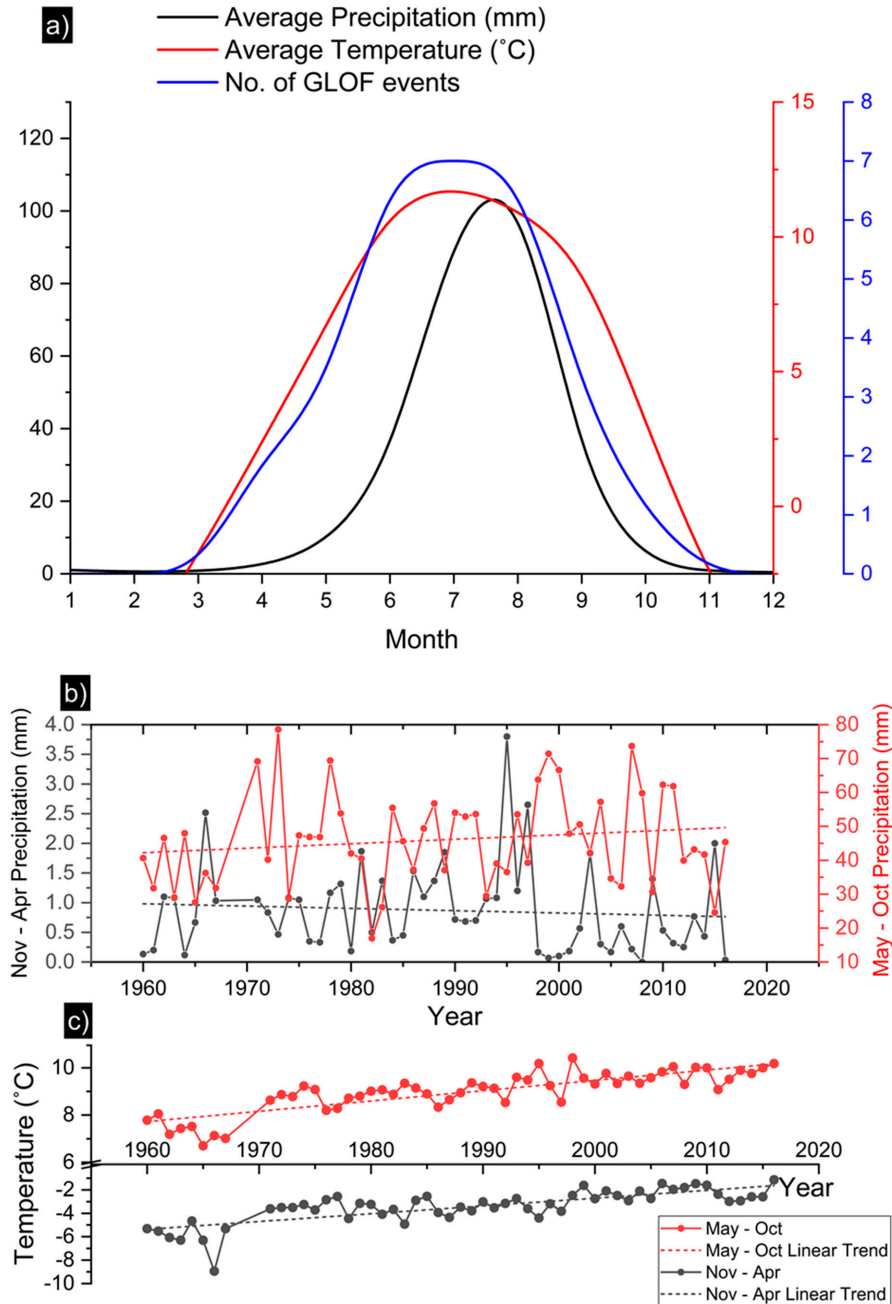 a)
Average Precipitation (mm)
Average Temperature (˚C)
No. of GLOF events
120
100
80
60
40
20
0
15
10
5
0
8
7
6
5
4
3
2
1
0
1 2 3 4 5 6 7 8 9 10 11 12
Month
b)
Nov - Apr Precipitation (mm)
4.0
3.5
3.0
2.5
2.0
1.5
1.0
0.5
0.0
80
70
60
50
40
30
20
10
May - Oct Precipitation (mm)
1960 1970 1980 1990 2000 2010 2020
Year
c)
Temperature (˚C)
10
8
6
1960 1970 1980 1990 2000 2010 2020
-2
-4
-6
-8
-10
Year
May - Oct
May - Oct Linear Trend
Nov - Apr
Nov - Apr Linear Trend